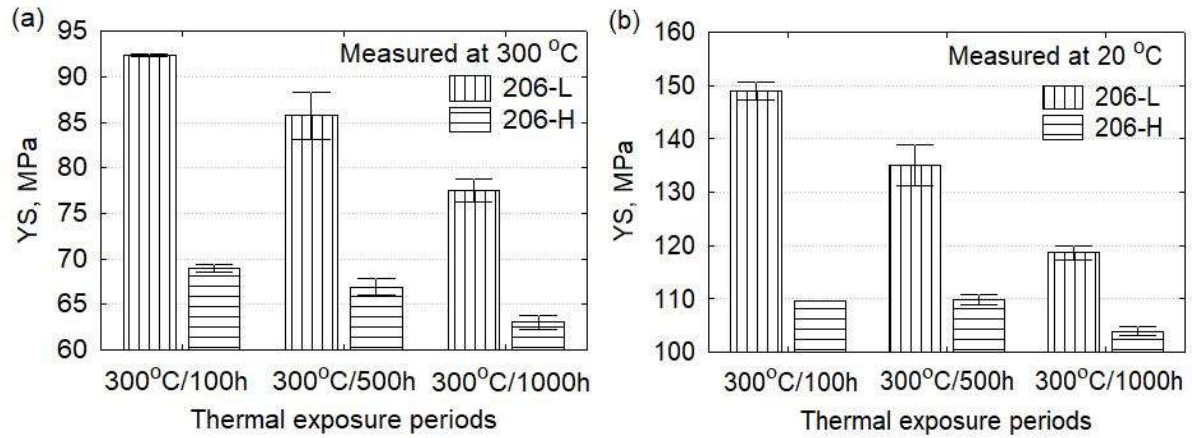 (a)
95
90
85
80
75
70
65
60
YS, MPa
Measured at 300 °C
206-L
206-H
300°C/100h 300°C/500h 300°C/1000h
Thermal exposure periods
(b)
160
150
140
130
120
110
100
YS, MPa
Measured at 20 °C
206-L
206-H
300°C/100h 300°C/500h 300°C/1000h
Thermal exposure periods